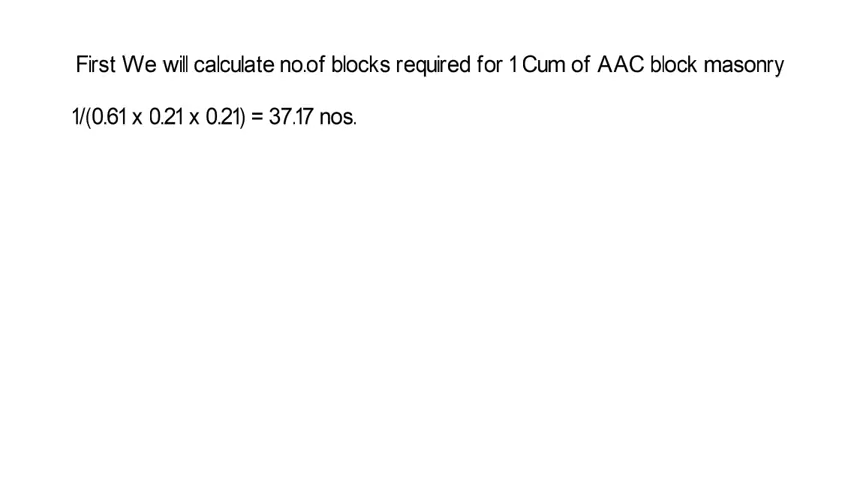 First We will calculate no.of blocks required for 1 Cum of AAC block masonry
1/(0.61 x 0.21 x 0.21) = 37.17 nos.